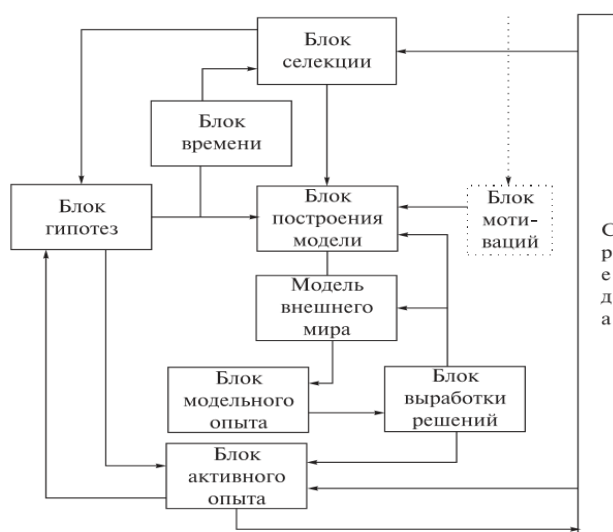 Блок
селекции
Блок
времени
Блок
гипотез
Блок
построения
модели
Блок
моти-
ваций
С
р
е
д
а
Модель
внешнего
мира
Блок
модельного
опыта
Блок
выработки
решений
Блок
активного
опыта